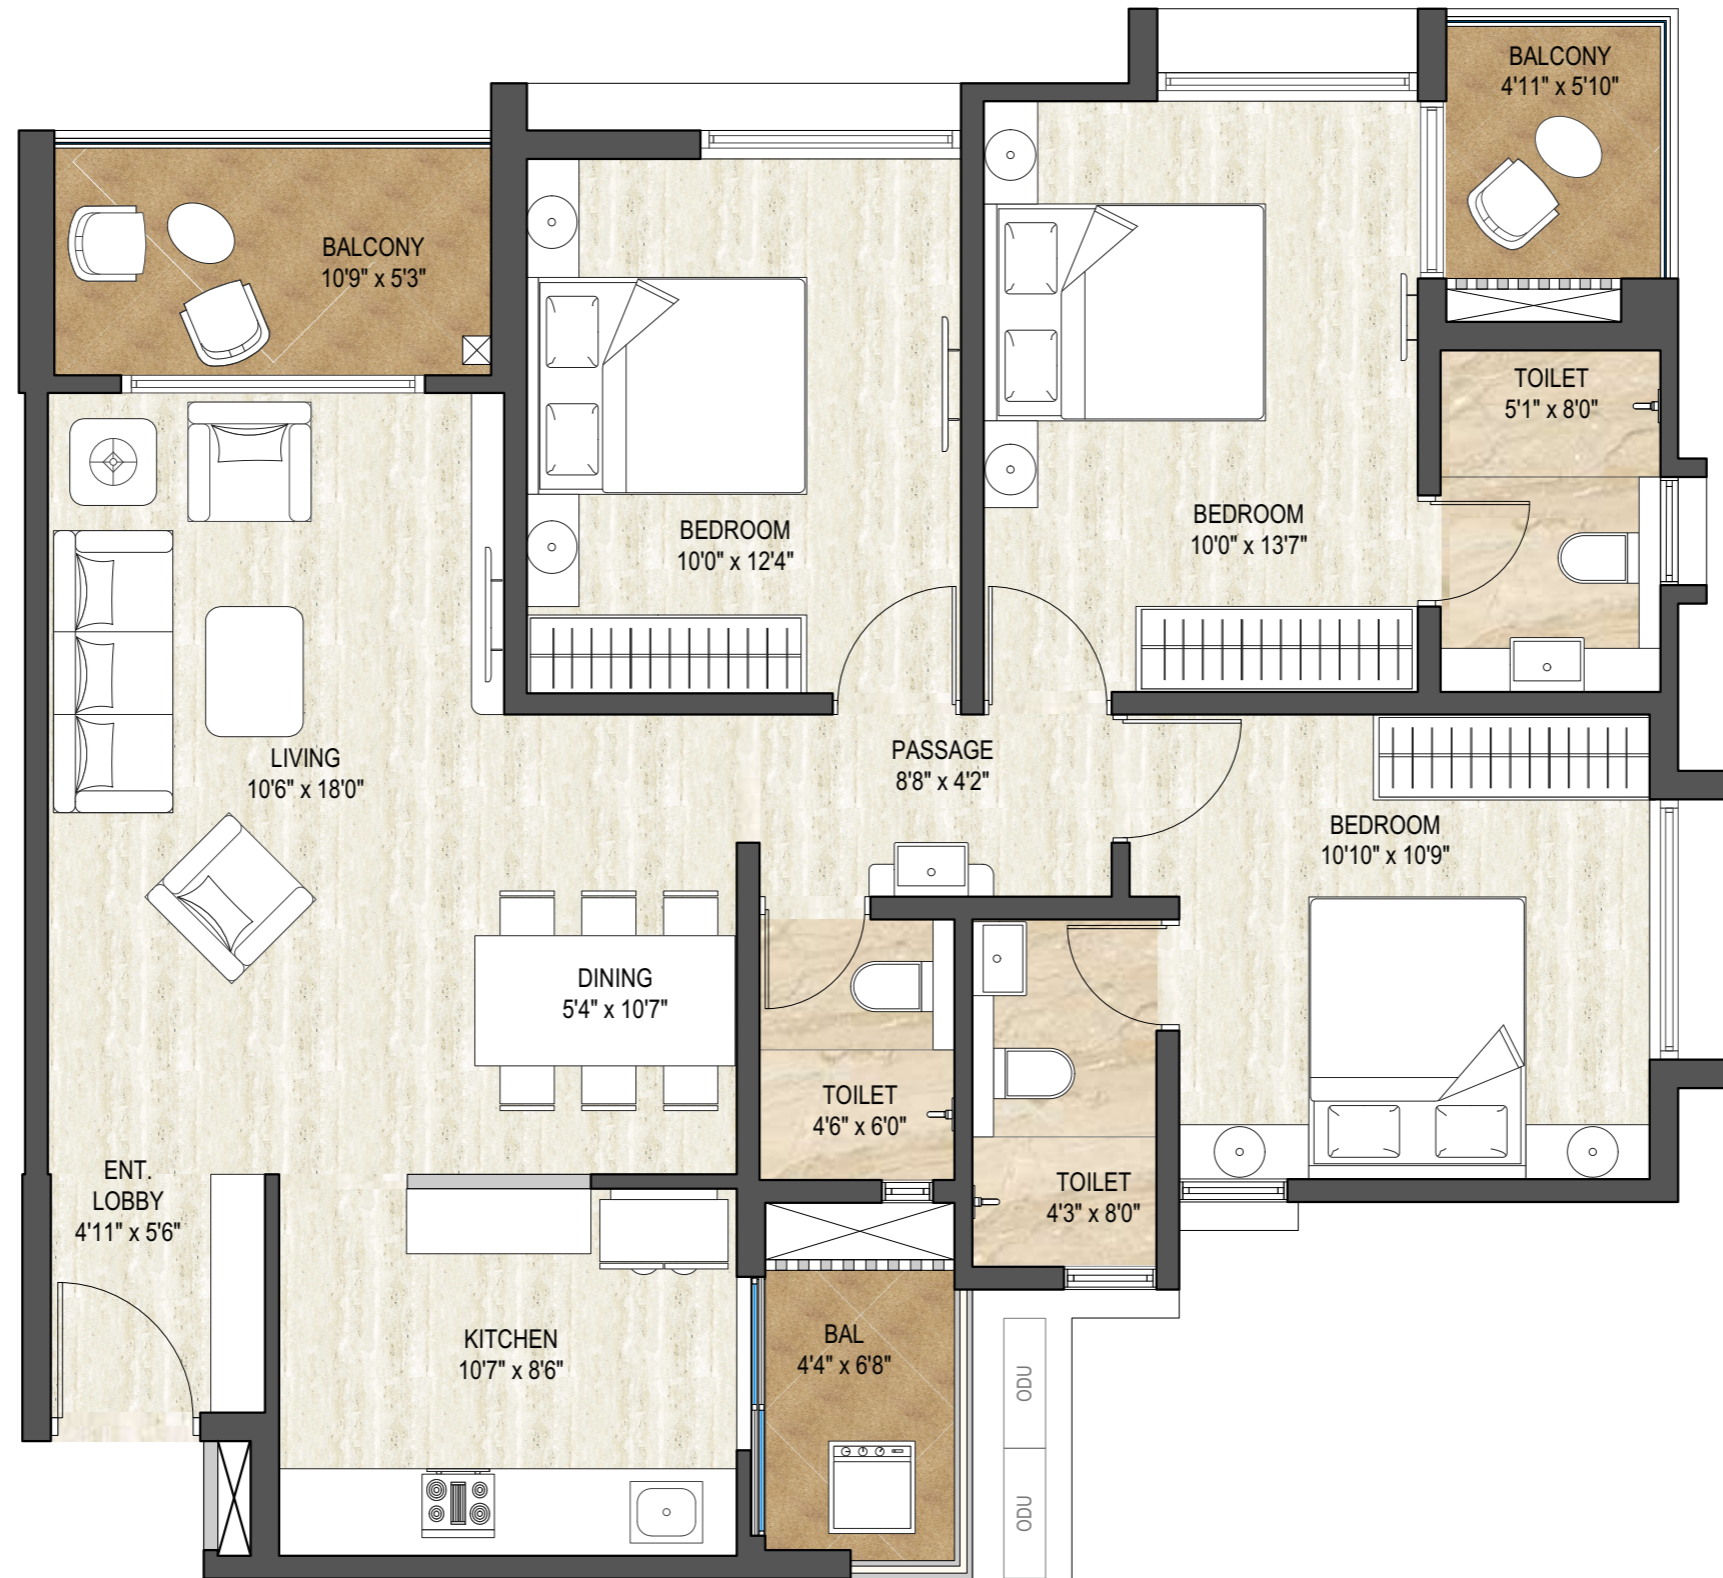 BALCONY
4'11" x 5'10"
BALCONY
10'9" x 5'3"
TOILET
5'1" x 8'0"
BEDROOM
10'0" x 12'4"
BEDROOM
10'0" x 13'7"
LIVING
10'6" x 18'0"
PASSAGE
8'8" x 4'2"
BEDROOM
10'10" x 10'9"
DINING
5'4" x 10'7"
TOILET
4'6" x 6'0"
ENT.
LOBBY
4'11" x 5'6"
TOILET
4'3" x 8'0"
KITCHEN
10'7" x 8'6"
BAL
4'4" x 6'8"
ODU
ODU